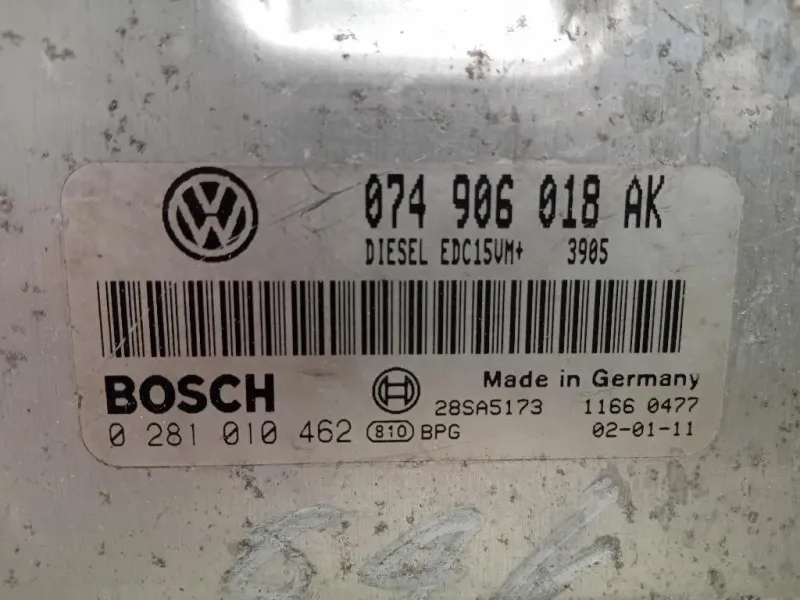 074 906 018 AK
DIESEL EDC15VM+ 3905
BOSCH
Made in Germany
28SA5173 1166 0477
0 281 010 462 810 BPG 02-01-11